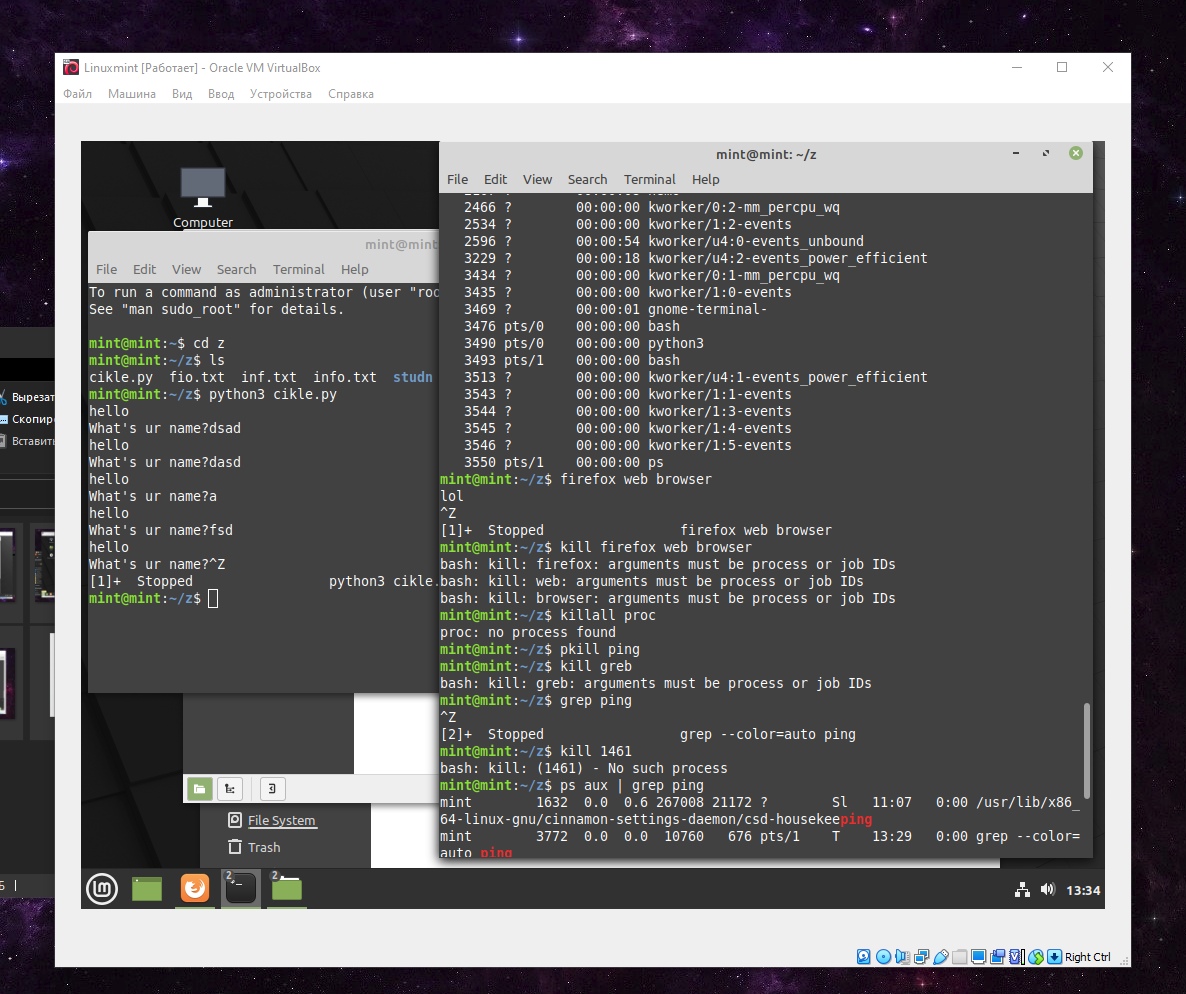 Linuxmint [Работает] - Oracle VM VirtualBox
Файл Машина Вид Ввод Устройства Справка
Вырезат
Скопир
Вставить
Computer
mint@mint
File Edit View Search Terminal Help
To run a command as administrator (user "roo
See "man sudo_root" for details.
mint@mint:~$ cd z
mint@mint:~/z$ ls
cikle.py fio.txt inf.txt info.txt studn
mint@mint:~/z$ python3 cikle.py
hello
What's ur name?dsad
hello
What's ur name?dasd
hello
What's ur name?a
hello
What's ur name?fsd
hello
What's ur name?^Z
[1]+ Stopped python3 cikle.
mint@mint:~/z$
mint@mint: ~/z
File Edit View Search Terminal Help
2466 ? 00:00:00 kworker/0:2-mm_percpu_wq
2534 ? 00:00:00 kworker/1:2-events
2596 ? 00:00:54 kworker/u4:0-events_unbound
3229 ? 00:00:18 kworker/u4:2-events_power_efficient
3434 ? 00:00:00 kworker/0:1-mm_percpu_wq
3435 ? 00:00:00 kworker/1:0-events
3469 ? 00:00:01 gnome-terminal-
3476 pts/0 00:00:00 bash
3490 pts/0 00:00:00 python3
3493 pts/1 00:00:00 bash
3513 ? 00:00:00 kworker/u4:1-events_power_efficient
3543 ? 00:00:00 kworker/1:1-events
3544 ? 00:00:00 kworker/1:3-events
3545 ? 00:00:00 kworker/1:4-events
3546 ? 00:00:00 kworker/1:5-events
3550 pts/1 00:00:00 ps
mint@mint:~/z$ firefox web browser
lol
^Z
[1]+ Stopped firefox web browser
mint@mint:~/z$ kill firefox web browser
bash: kill: firefox: arguments must be process or job IDs
bash: kill: web: arguments must be process or job IDs
bash: kill: browser: arguments must be process or job IDs
mint@mint:~/z$ killall proc
proc: no process found
mint@mint:~/z$ pkill ping
mint@mint:~/z$ kill greb
bash: kill: greb: arguments must be process or job IDs
mint@mint:~/z$ grep ping
^Z
[2]+ Stopped grep --color=auto ping
mint@mint:~/z$ kill 1461
bash: kill: (1461) - No such process
mint@mint:~/z$ ps aux | grep ping
mint 1632 0.0 0.6 267008 21172 ? Sl 11:07 0:00 /usr/lib/x86_
64-linux-gnu/cinnamon-settings-daemon/csd-housekeeping
mint 3772 0.0 0.0 10760 676 pts/1 T 13:29 0:00 grep --color=
auto ping
File System
Trash
2
2
13:34
Right Ctrl